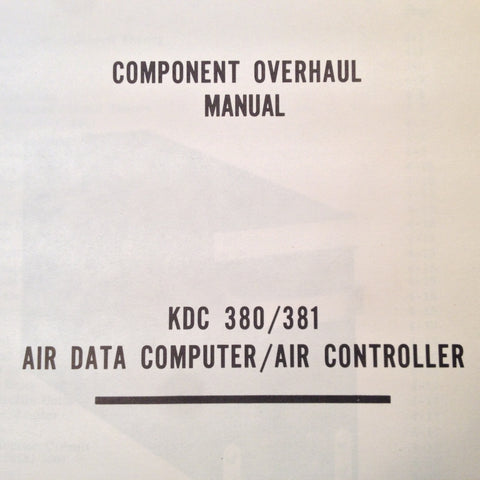 COMPONENT OVERHAUL
MANUAL
KDC 380/381
AIR DATA COMPUTER/AIR CONTROLLER